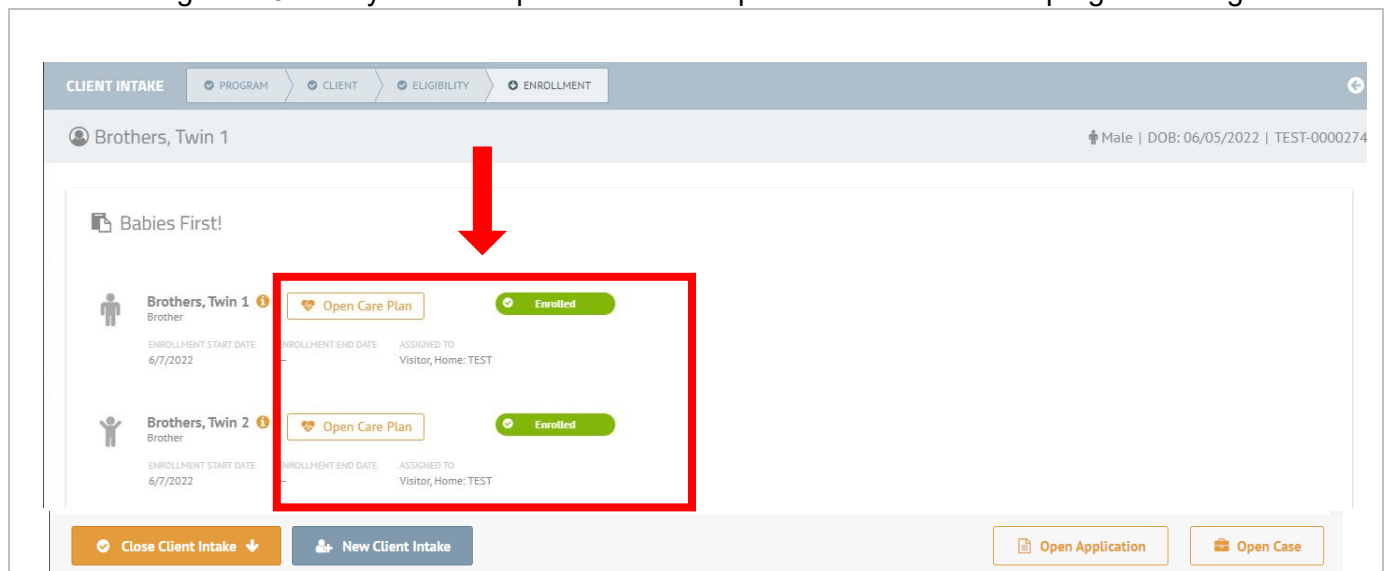 CLIENT INTAKE PROGRAM CLIENT ELIGIBILITY ENROLLMENT
Brothers, Twin 1 Male | DOB: 06/05/2022 | TEST-0000274
Babies First!
Brothers, Twin 1 Open Care Plan Enrolled
Brother
ENROLLMENT START DATE ENROLLMENT END DATE ASSIGNED TO
6/7/2022 – Visitor, Home: TEST
Brothers, Twin 2 Open Care Plan Enrolled
Brother
ENROLLMENT START DATE ENROLLMENT END DATE ASSIGNED TO
6/7/2022 – Visitor, Home: TEST
Close Client Intake New Client Intake Open Application Open Case